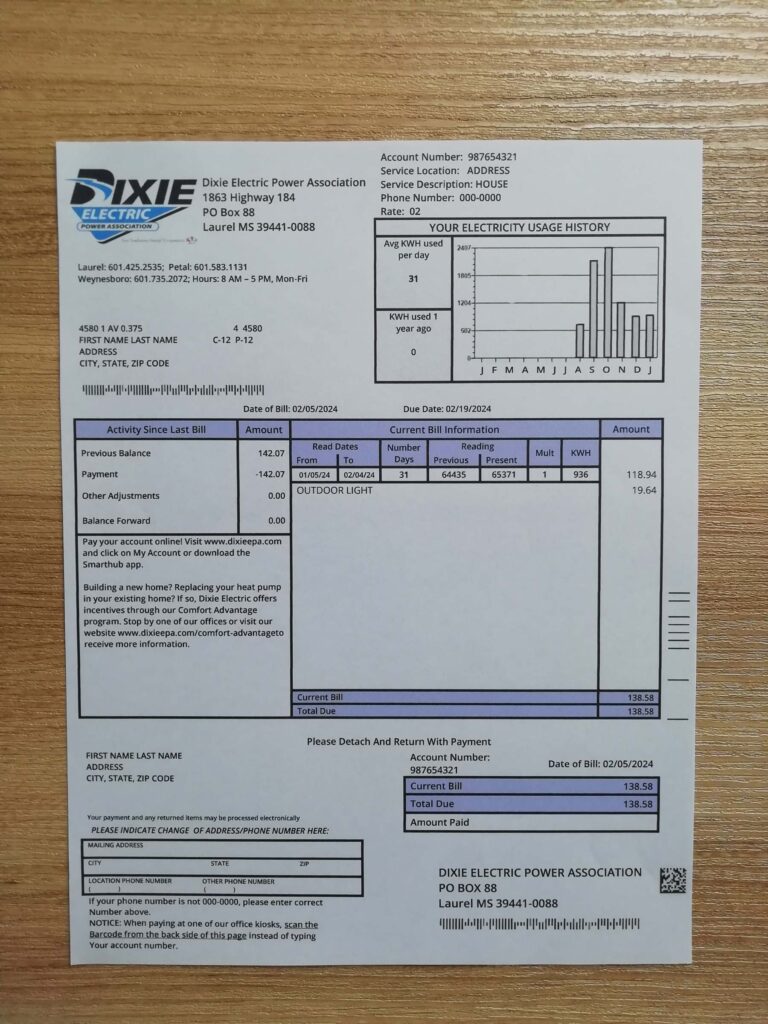 DIXIE
ELECTRIC
POWER ASSOCIATION
Dixie Electric Power Association
1863 Highway 184
PO Box 88
Laurel MS 39441-0088
Account Number: 987654321
Service Location: ADDRESS
Service Description: HOUSE
Phone Number: 000-0000
Rate: 02
Laurel: 601.425.2535; Petal: 601.583.1131
Weynesboro: 601.735.2072; Hours: 8 AM – 5 PM, Mon-Fri
YOUR ELECTRICITY USAGE HISTORY
Avg KWH used
per day
31
KWH used 1
year ago
0
2407
1805
1204
602
0
J F M A M J J A S O N D J
4580 1 AV 0.375 4 4580
FIRST NAME LAST NAME C-12 P-12
ADDRESS
CITY, STATE, ZIP CODE
Date of Bill: 02/05/2024 Due Date: 02/19/2024
Activity Since Last Bill Amount
Previous Balance 142.07
Payment -142.07
Other Adjustments 0.00
Balance Forward 0.00
Current Bill Information Amount
Read Dates Number Reading Mult KWH
From To Days Previous Present
01/05/24 02/04/24 31 64435 65371 1 936 118.94
OUTDOOR LIGHT 19.64
Pay your account online! Visit www.dixieepa.com
and click on My Account or download the
Smarthub app.
Building a new home? Replacing your heat pump
in your existing home? If so, Dixie Electric offers
incentives through our Comfort Advantage
program. Stop by one of our offices or visit our
website www.dixieepa.com/comfort-advantageto
receive more information.
Current Bill 138.58
Total Due 138.58
Please Detach And Return With Payment
FIRST NAME LAST NAME
ADDRESS
CITY, STATE, ZIP CODE
Account Number:
987654321
Date of Bill: 02/05/2024
Current Bill 138.58
Total Due 138.58
Amount Paid
Your payment and any returned items may be processed electronically
PLEASE INDICATE CHANGE OF ADDRESS/PHONE NUMBER HERE:
MAILING ADDRESS
CITY STATE ZIP
LOCATION PHONE NUMBER OTHER PHONE NUMBER
( ) ( )
If your phone number is not 000-0000, please enter correct
Number above.
NOTICE: When paying at one of our office kiosks, scan the
Barcode from the back side of this page instead of typing
Your account number.
DIXIE ELECTRIC POWER ASSOCIATION
PO BOX 88
Laurel MS 39441-0088